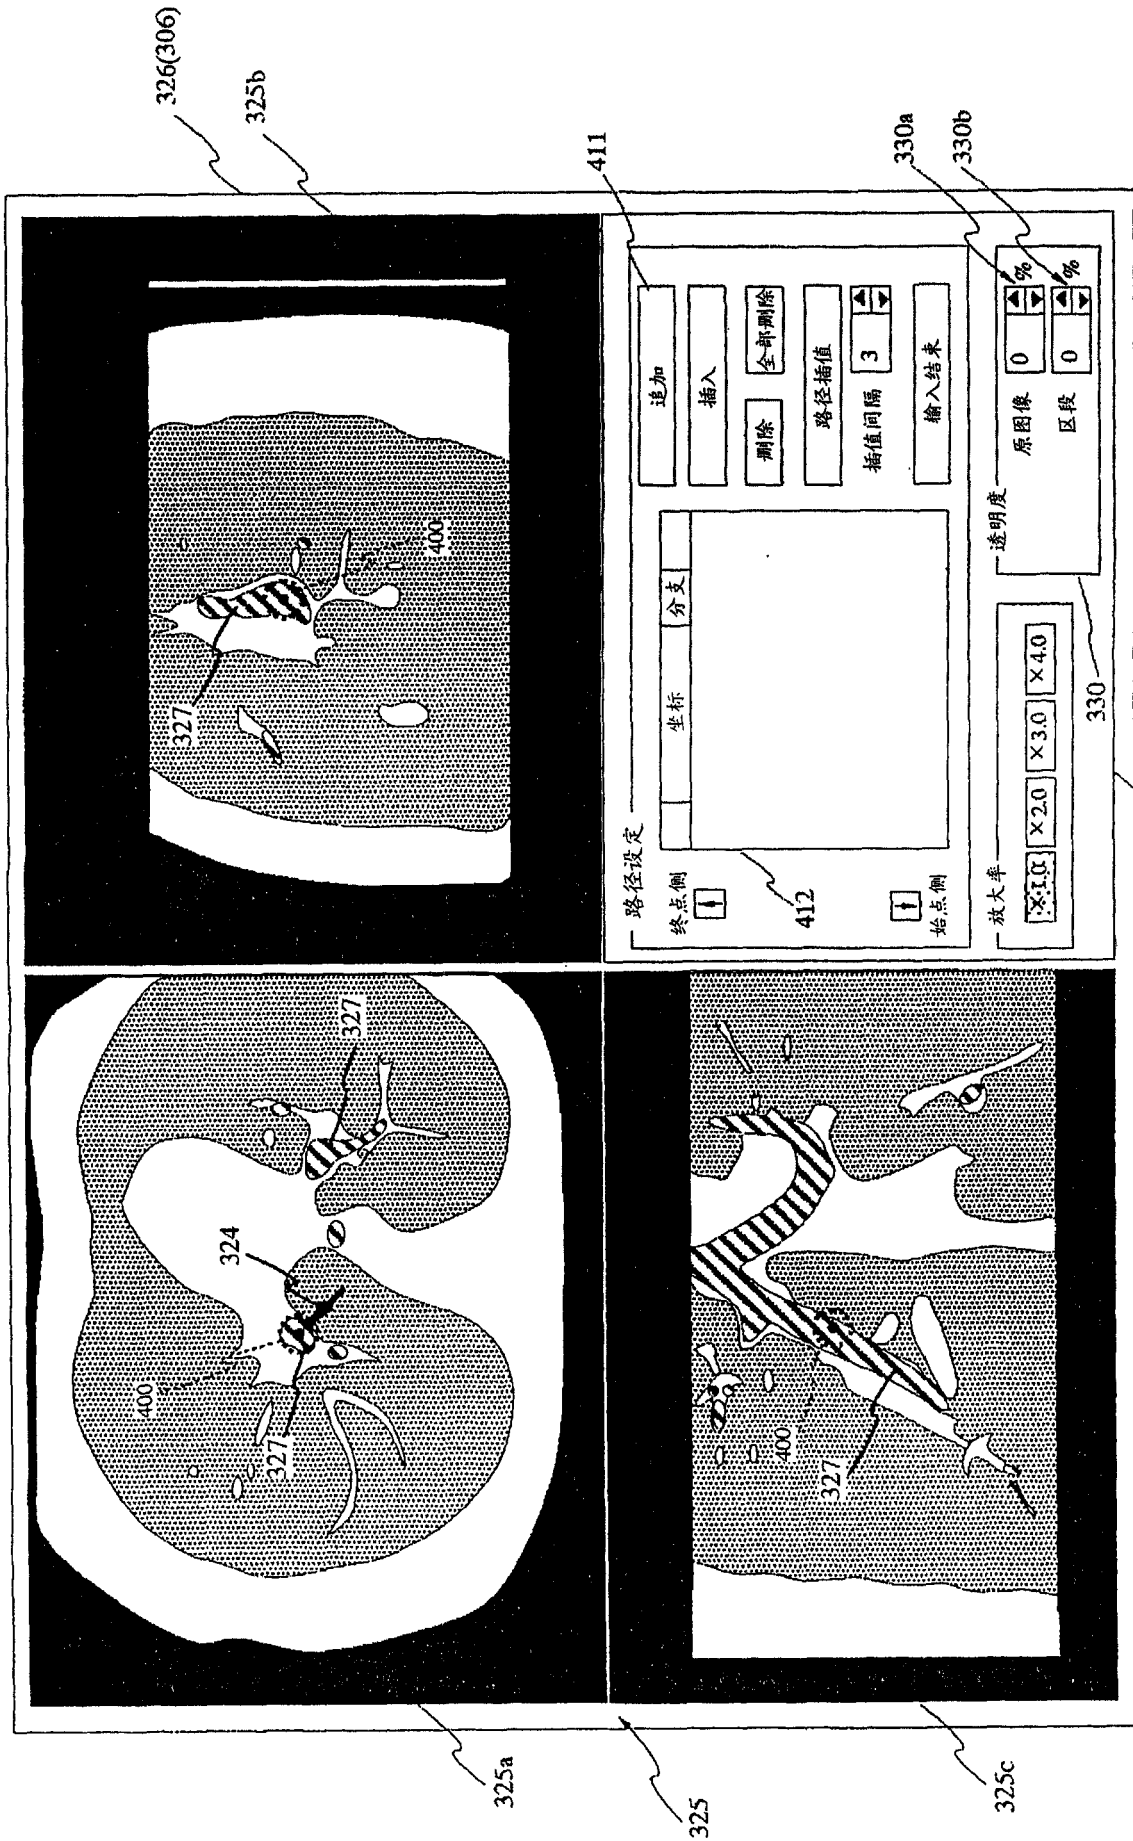 326(306)
325b
327
400
324
327
400
327
325a
路径设定
终点侧
始点侧
坐标
分支
412
追加
411
插入
删除
全部删除
路径插值
插值间隔
3
输入结束
400
327
325
325c
放大率
×1.0
×2.0
×3.0
×4.0
透明度
原图像
0
%
330a
区段
0
%
330b
330